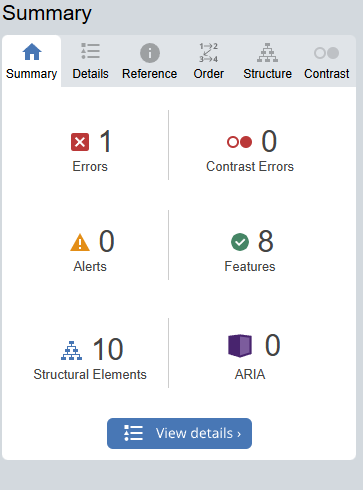 Summary
Summary Details Reference Order Structure Contrast
1 0
Errors Contrast Errors
0 8
Alerts Features
10 0
Structural Elements ARIA
View details ›